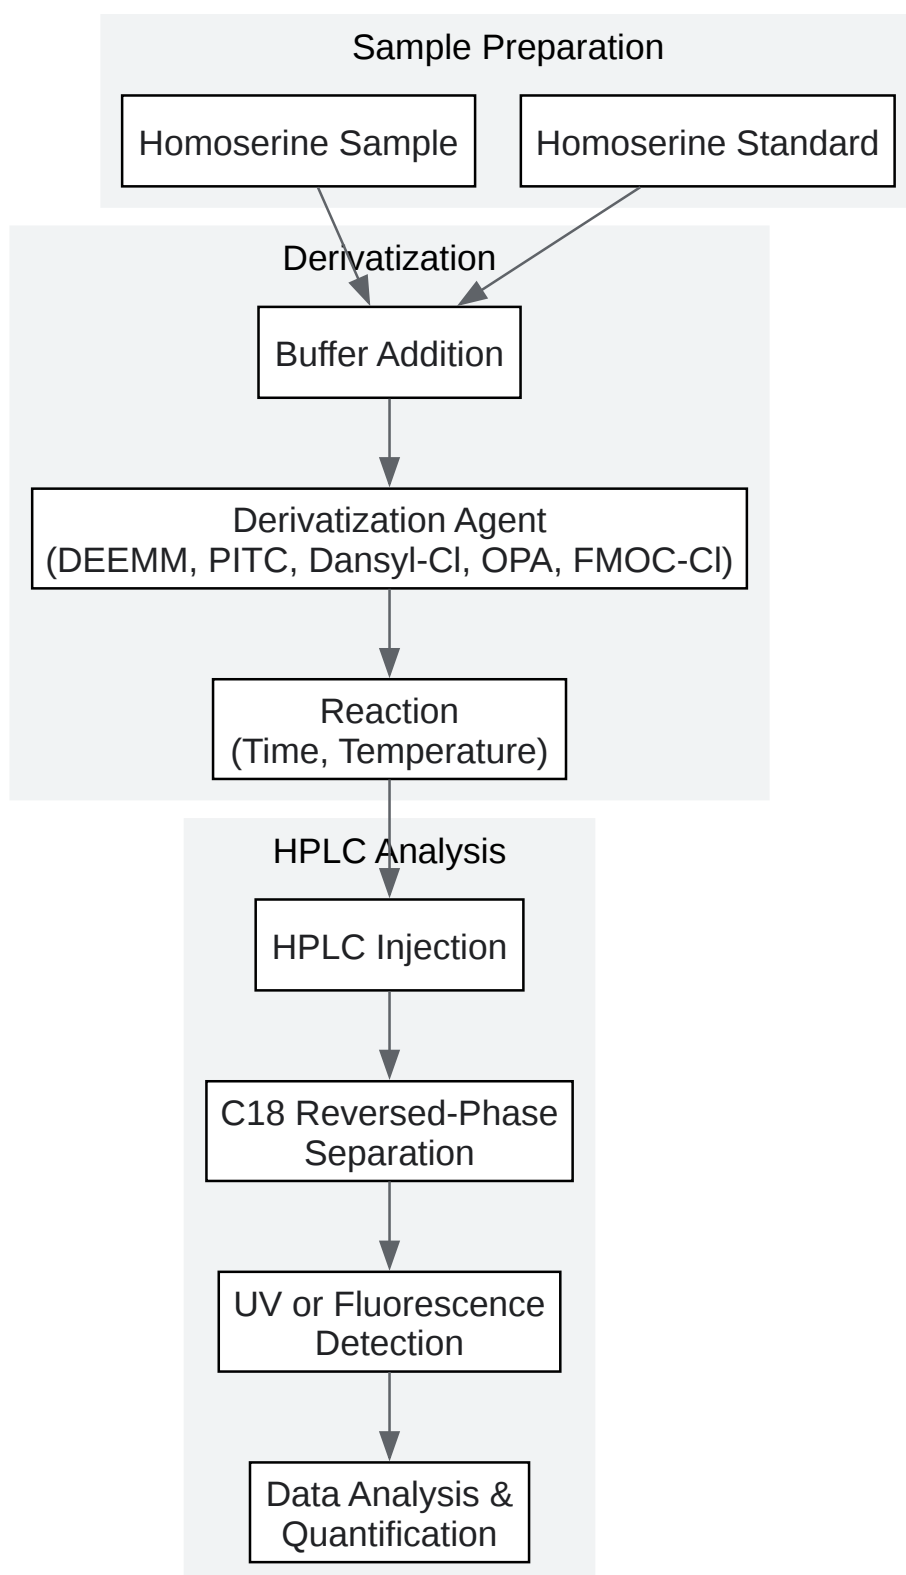 Sample Preparation
Homoserine Sample
Homoserine Standard
Derivatization
Buffer Addition
Derivatization Agent
(DEEMM, PITC, Dansyl-Cl, OPA, FMOC-Cl)
Reaction
(Time, Temperature)
HPLC Analysis
HPLC Injection
C18 Reversed-Phase
Separation
UV or Fluorescence
Detection
Data Analysis &
Quantification